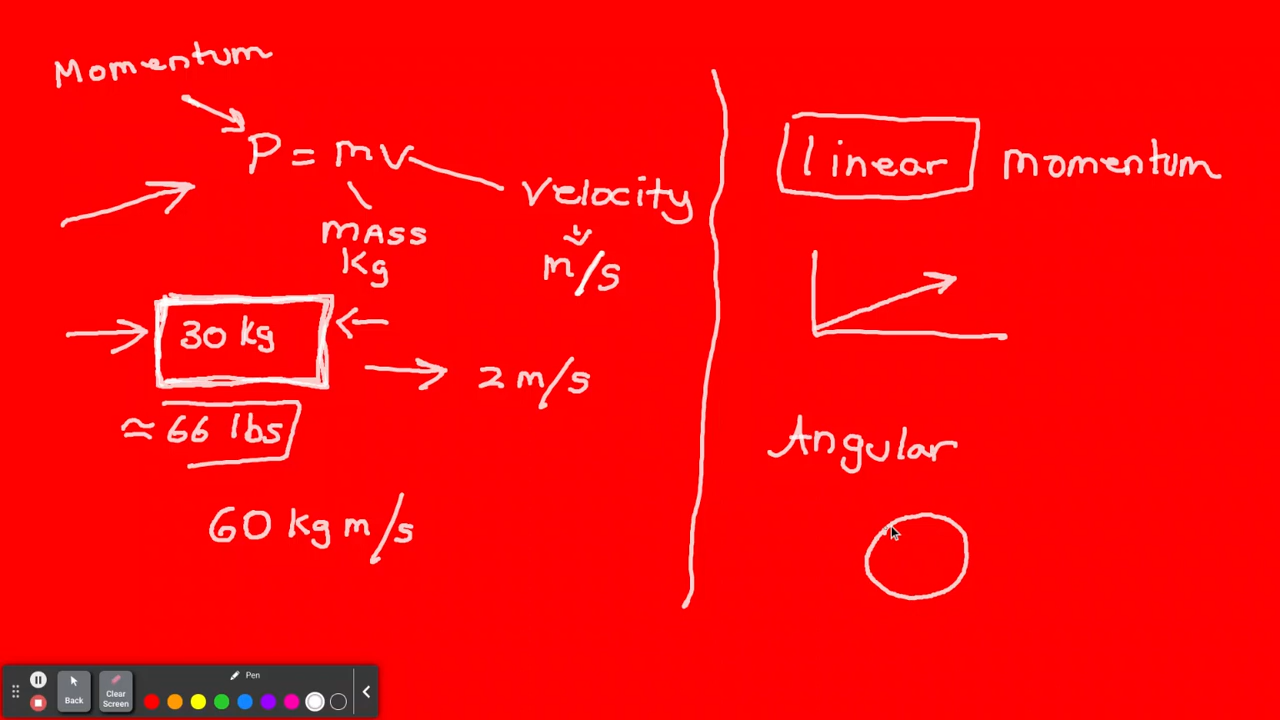 Momentum
P = mv
velocity
m/s
mAss
kg
30 kg
2 m/s
≈ 66 lbs
60 kg m/s
linear momentum
Angular
Pen
Back
Clear
Screen